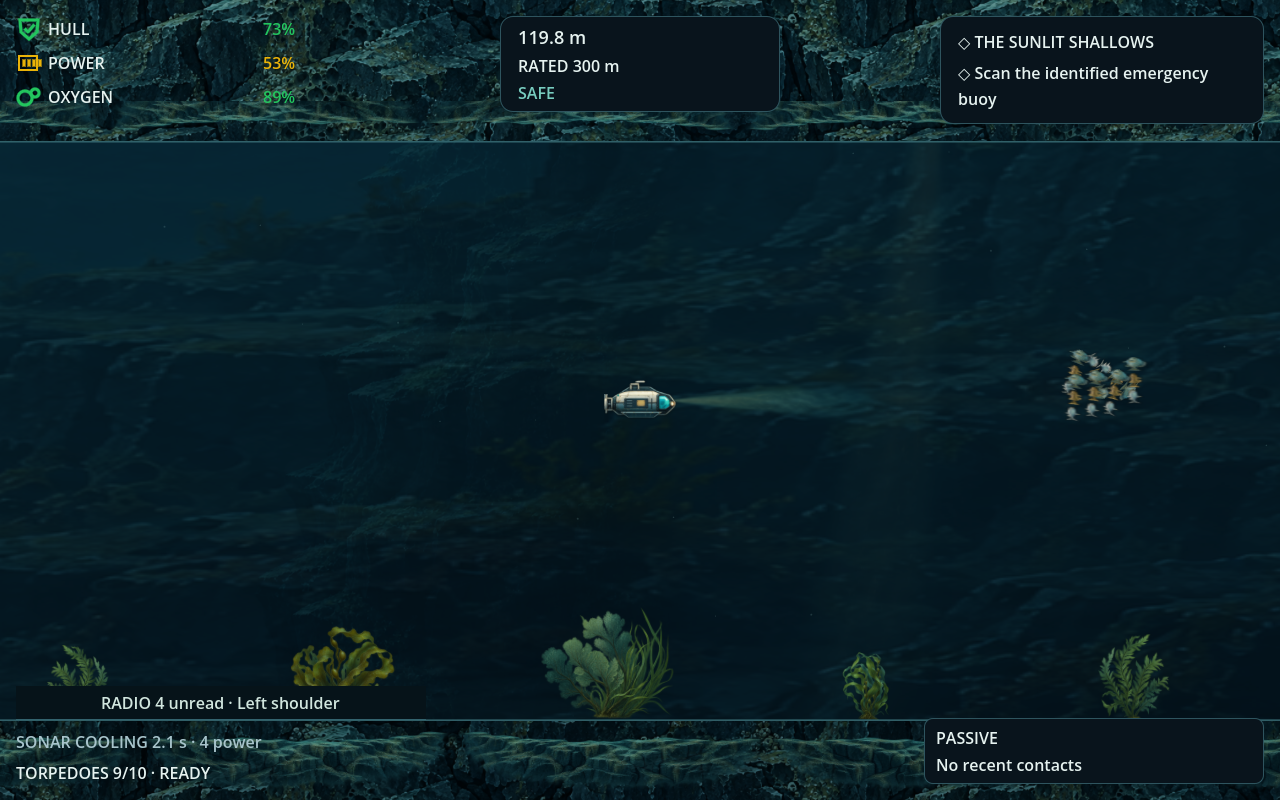 HULL 73%
POWER 53%
OXYGEN 89%
119.8 m
RATED 300 m
SAFE
◇ THE SUNLIT SHALLOWS
◇ Scan the identified emergency
buoy
RADIO 4 unread · Left shoulder
SONAR COOLING 2.1 s · 4 power
TORPEDOES 9/10 · READY
PASSIVE
No recent contacts